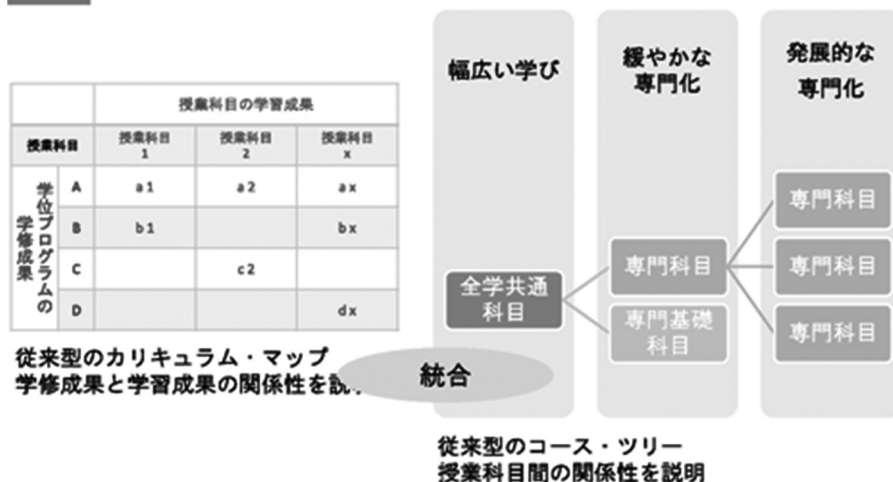 授業科目の学習成果
授業科目
授業科目
1
授業科目
2
授業科目
x
学位プログラムの
学修成果
A
a1
a2
ax
B
b1
bx
C
c2
D
dx
従来型のカリキュラム・マップ
学修成果と学習成果の関係性を説
統合
幅広い学び
緩やかな
専門化
発展的な
専門化
全学共通
科目
専門科目
専門基礎
科目
専門科目
専門科目
専門科目
従来型のコース・ツリー
授業科目間の関係性を説明